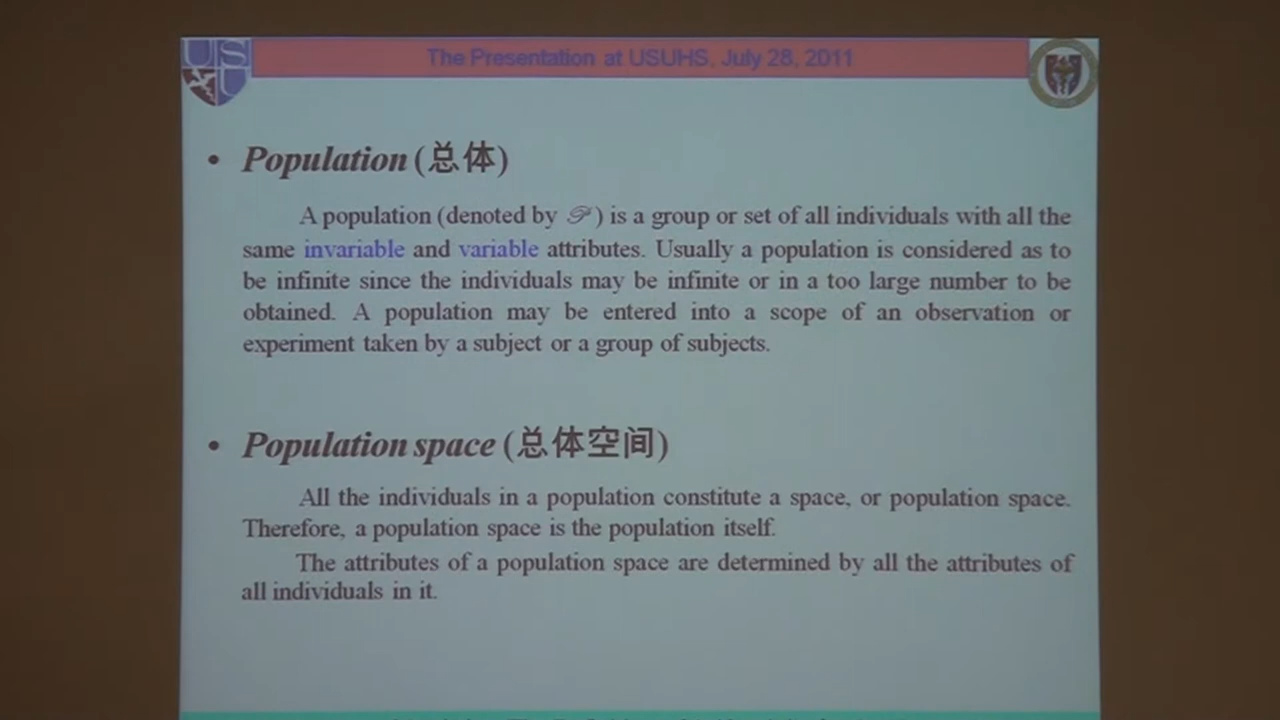 The Presentation at USUHS, July 28, 2011
• Population (总体)
A population (denoted by 𝒫) is a group or set of all individuals with all the
same invariable and variable attributes. Usually a population is considered as to
be infinite since the individuals may be infinite or in a too large number to be
obtained. A population may be entered into a scope of an observation or
experiment taken by a subject or a group of subjects.
• Population space (总体空间)
All the individuals in a population constitute a space, or population space.
Therefore, a population space is the population itself.
The attributes of a population space are determined by all the attributes of
all individuals in it.